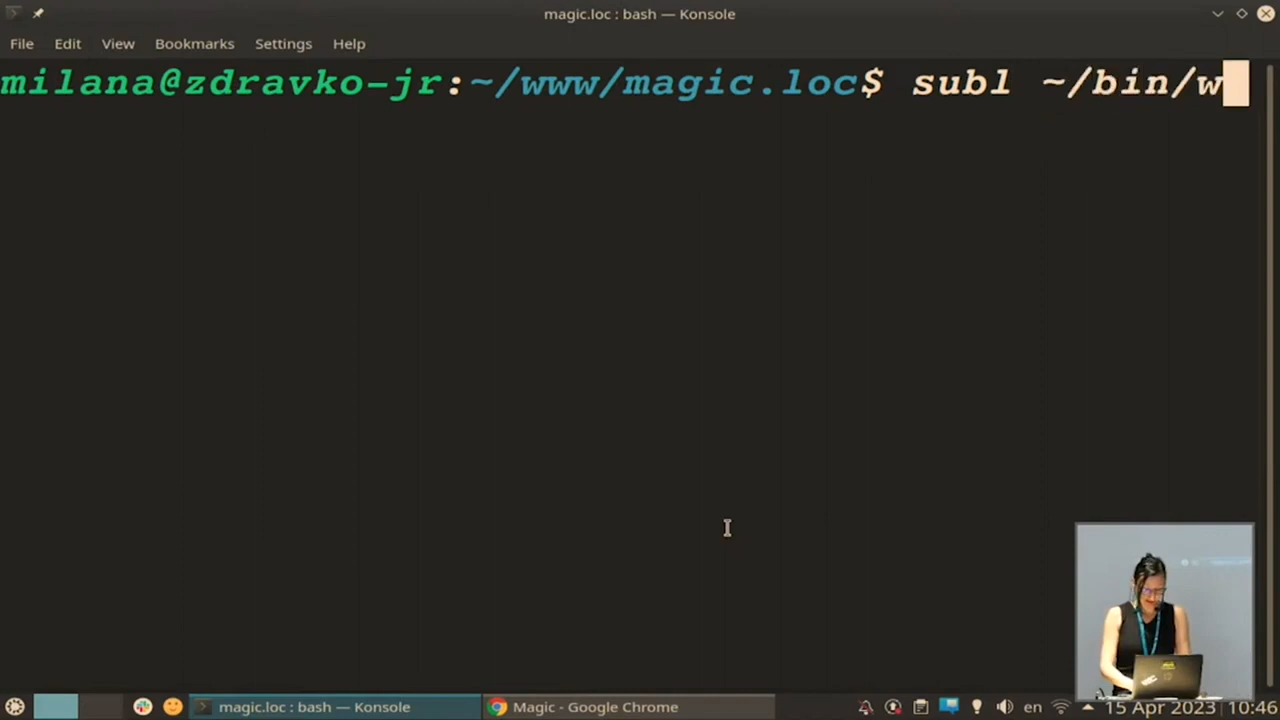 magic.loc : bash — Konsole
File Edit View Bookmarks Settings Help
milana@zdravko-jr:~/www/magic.loc$ subl ~/bin/w
magic.loc : bash — Konsole Magic - Google Chrome en 15 Apr 2023 10:46